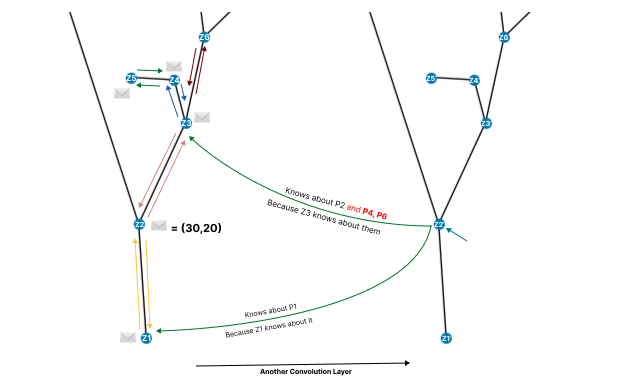 Z6
Z5
Z4
Z3
Z2
= (30,20)
Z1
Knows about P2 and P4, P6
Because Z3 knows about them
Knows about P1
Because Z1 knows about it
Z6
Z5
Z4
Z3
Z2'
Z1
Another Convolution Layer